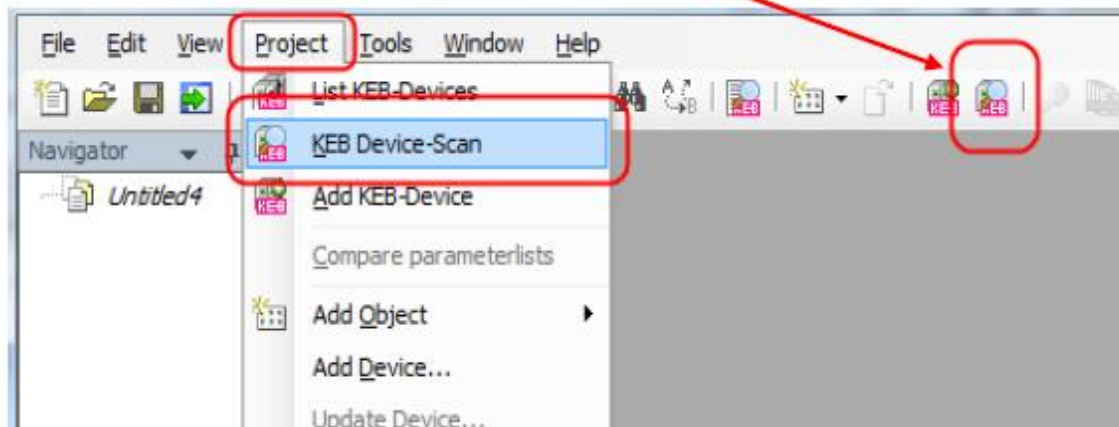 File Edit View Project Tools Window Help
List KEB-Devices
Navigator
KEB Device-Scan
Untitled4
Add KEB-Device
Compare parameterlists
Add Object
Add Device...
Update Device...